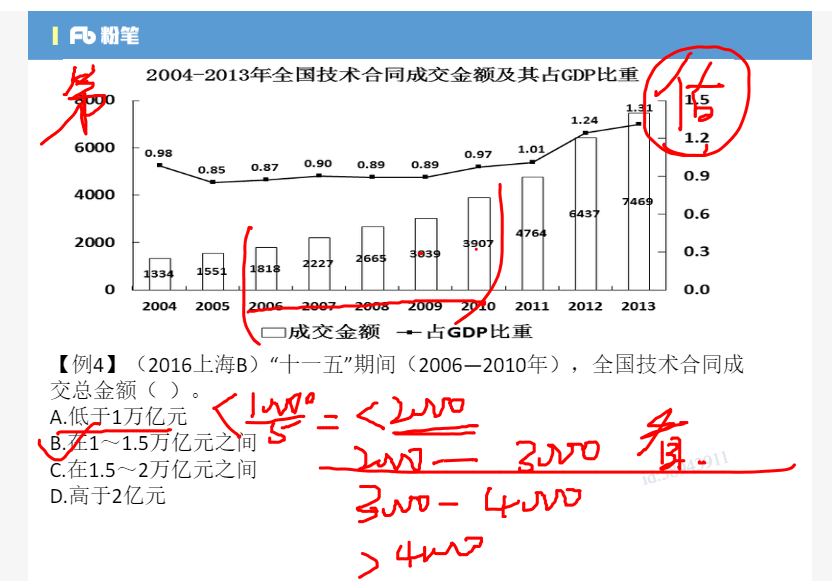 粉笔
2004-2013年全国技术合同成交金额及其占GDP比重
估
8000 1.5
6000 1.2
4000 0.9
2000 0.6
0 0.3
0.0
0.98 0.85 0.87 0.90 0.89 0.89 0.97 1.01 1.24 1.31
1334 1551 1818 2227 2665 3039 3907 4764 6437 7469
2004 2005 2006 2007 2008 2009 2010 2011 2012 2013
成交金额 占GDP比重
【例4】（2016上海B）“十一五”期间（2006—2010年），全国技术合同成
交总金额（ ）。
A.低于1万亿元
B.在1～1.5万亿元之间
C.在1.5～2万亿元之间
D.高于2亿元
< 10000 / 5 = < 2000
2000 — 3000 看
3000 - 4000
> 4000